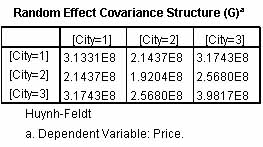 Random Effect Covariance Structure (G)a
[City=1] [City=2] [City=3]
[City=1] 3.1331E8 2.1437E8 3.1743E8
[City=2] 2.1437E8 1.9204E8 2.5680E8
[City=3] 3.1743E8 2.5680E8 3.9817E8
Huynh-Feldt
a. Dependent Variable: Price.